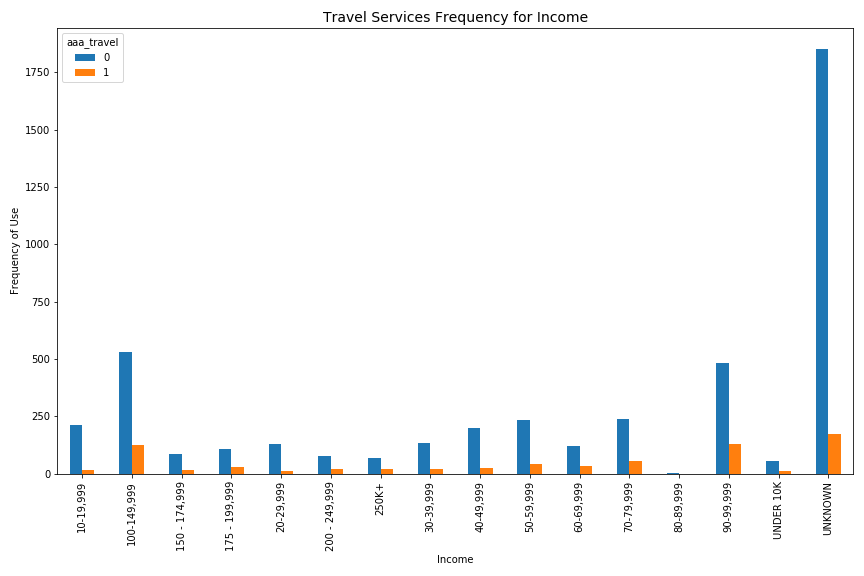 Travel Services Frequency for Income
aaa_travel
0
1
1750
1500
1250
1000
750
500
250
0
Frequency of Use
10-19,999
100-149,999
150 - 174,999
175 - 199,999
20-29,999
200 - 249,999
250K+
30-39,999
40-49,999
50-59,999
60-69,999
70-79,999
80-89,999
90-99,999
UNDER 10K
UNKNOWN
Income